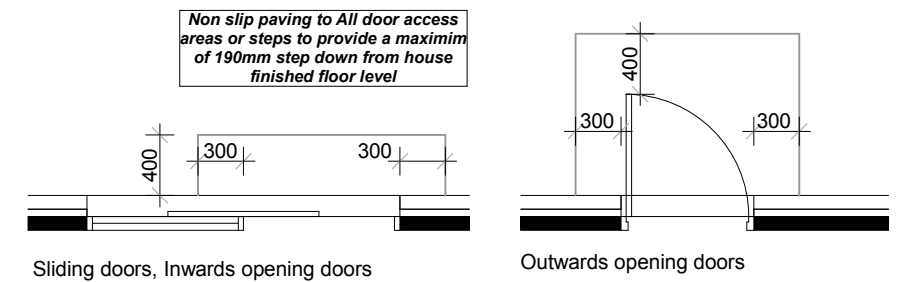 Non slip paving to All door access
areas or steps to provide a maximim
of 190mm step down from house
finished floor level
400
300
300
Sliding doors, Inwards opening doors
400
300
300
Outwards opening doors